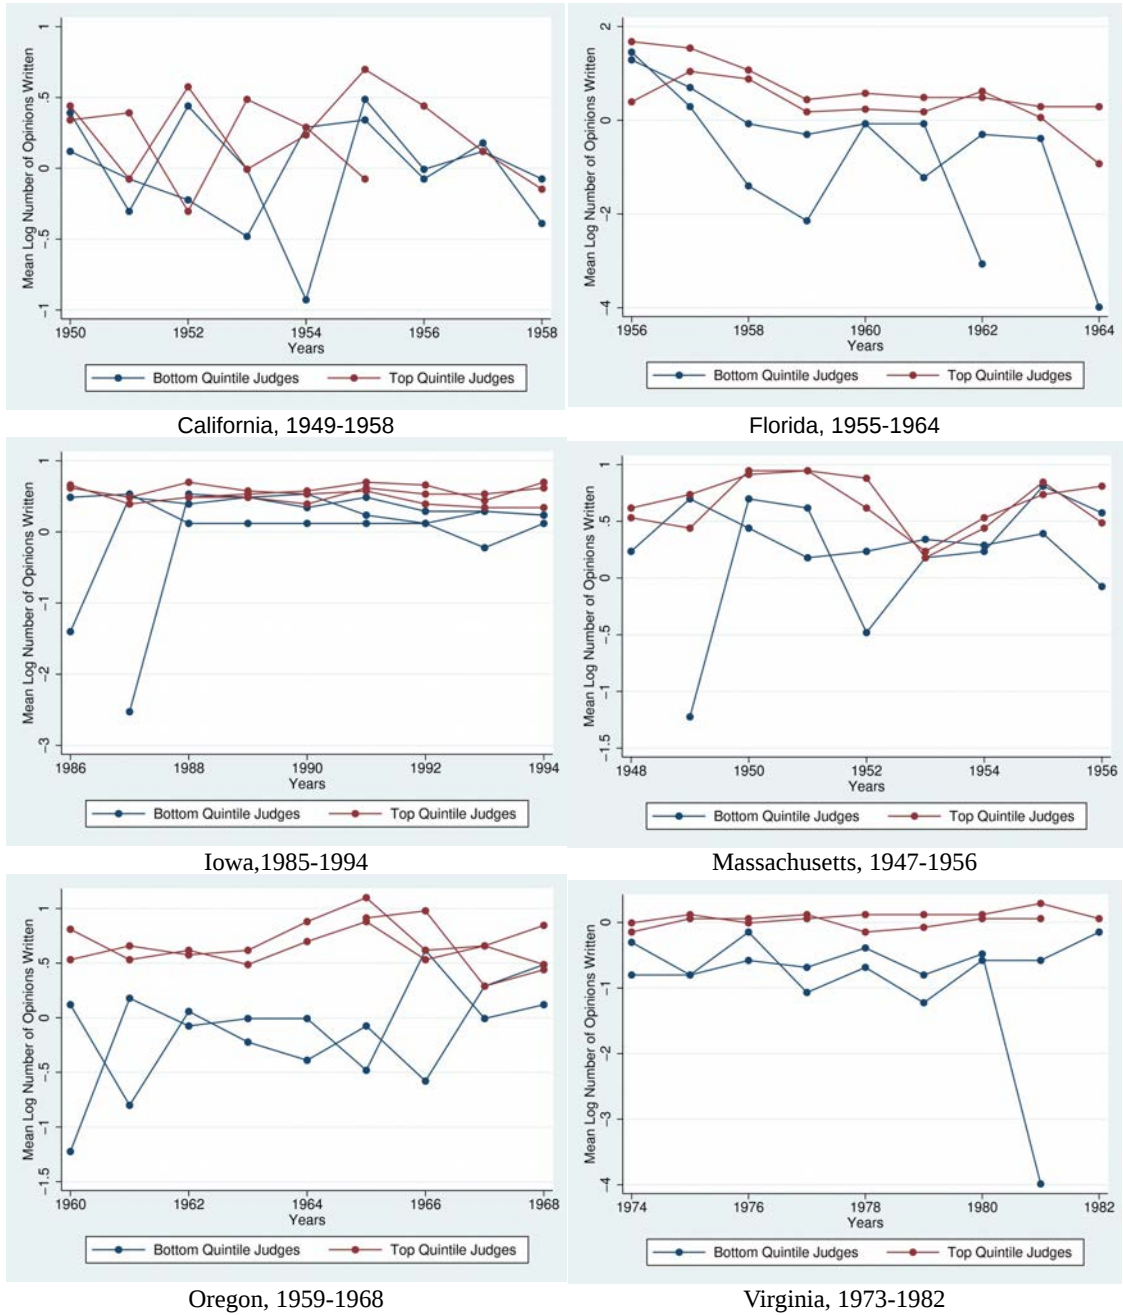 Mean Log Number of Opinions Written
1
.5
0
-.5
-1
1950 1952 1954 1956 1958
Years
Bottom Quintile Judges Top Quintile Judges
California, 1949-1958
Mean Log Number of Opinions Written
2
0
-2
-4
1956 1958 1960 1962 1964
Years
Bottom Quintile Judges Top Quintile Judges
Florida, 1955-1964
Mean Log Number of Opinions Written
1
0
-1
-2
-3
1986 1988 1990 1992 1994
Years
Bottom Quintile Judges Top Quintile Judges
Iowa,1985-1994
Mean Log Number of Opinions Written
1
.5
0
-.5
-1
-1.5
1948 1950 1952 1954 1956
Years
Bottom Quintile Judges Top Quintile Judges
Massachusetts, 1947-1956
Mean Log Number of Opinions Written
1
.5
0
-.5
-1
-1.5
1960 1962 1964 1966 1968
Years
Bottom Quintile Judges Top Quintile Judges
Oregon, 1959-1968
Mean Log Number of Opinions Written
0
-1
-2
-3
-4
1974 1976 1978 1980 1982
Years
Bottom Quintile Judges Top Quintile Judges
Virginia, 1973-1982